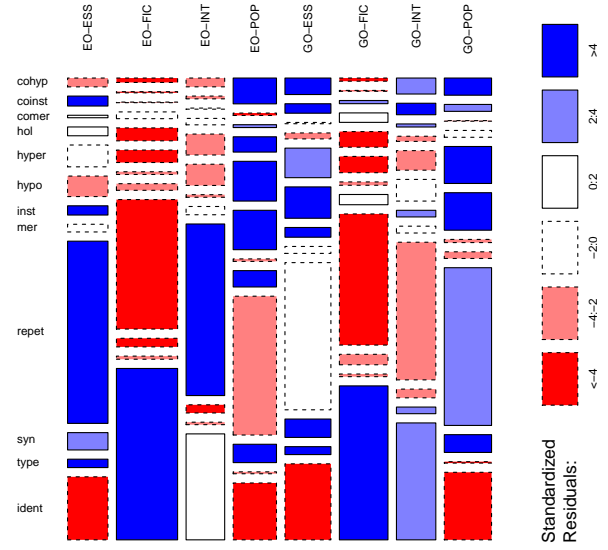 EO−ESS
EO−FIC
EO−INT
EO−POP
GO−ESS
GO−FIC
GO−INT
GO−POP
cohyp
coinst
comer
hol
hyper
hypo
inst
mer
repet
syn
type
ident
Standardized
Residuals:
<−4
−4:−2
−2:0
0:2
2:4
>4